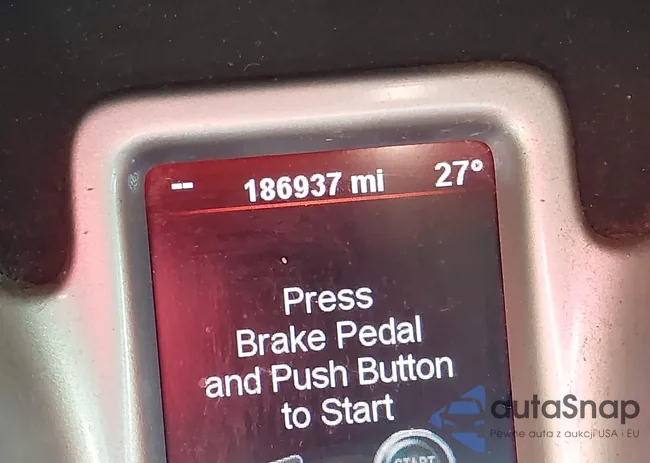 -- 186937 mi 27°
Press
Brake Pedal
and Push Button
to Start
START
autaSnap
Pewne auta z aukcji USA i EU